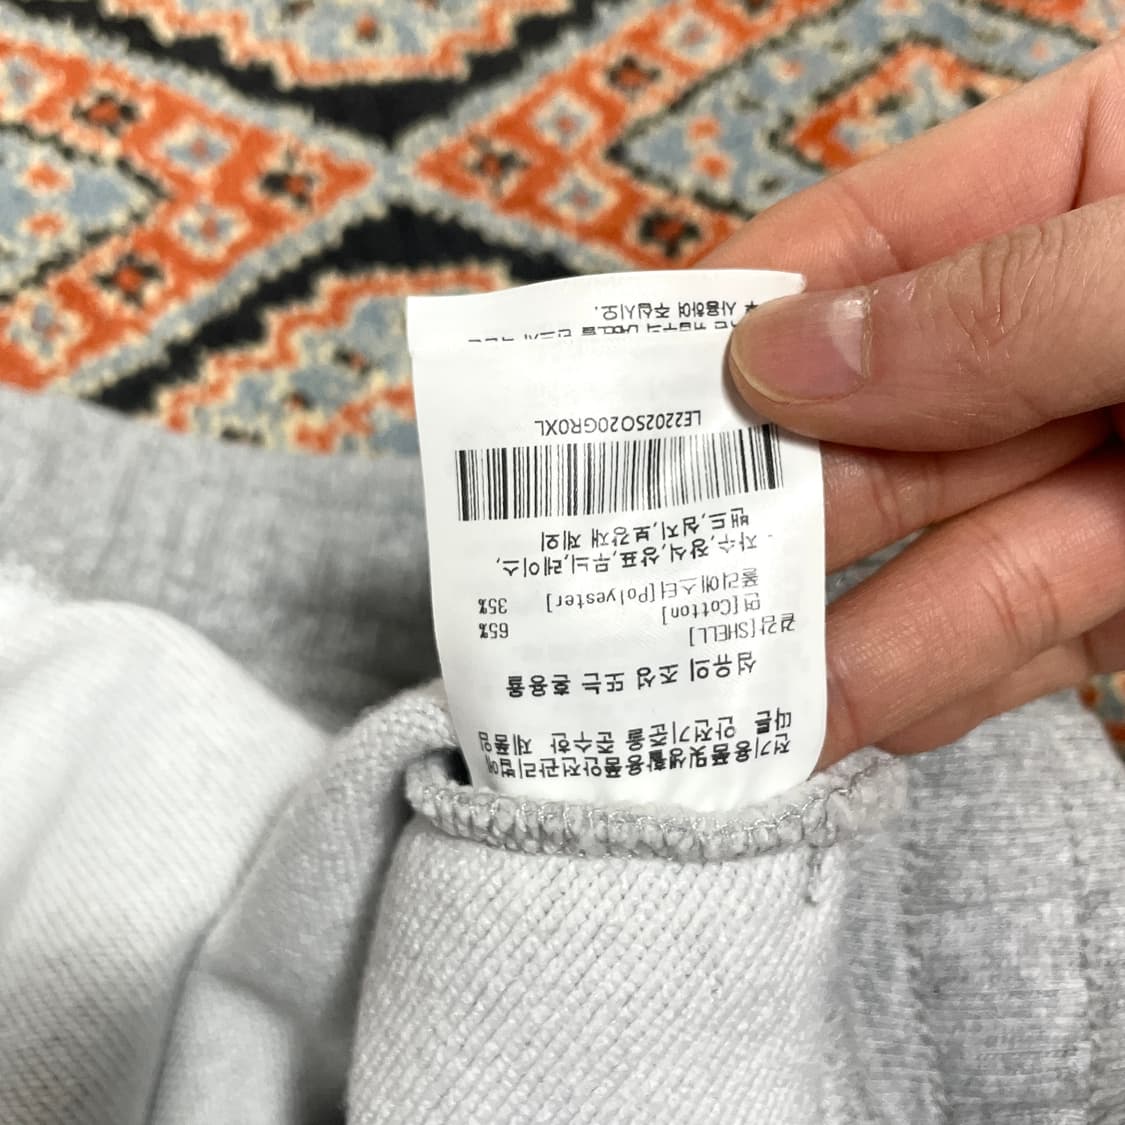 전기용품및생활용품안전관리법에
따른 안전기준을 준수한 제품임
섬유의 조성 또는 혼용율
겉감[SHELL]
면[Cotton] 65%
폴리에스터[Polyester] 35%
- 자수,장식,상표,무늬,레이스,
밴드,심지,보강재 제외
LE2202SO20GR0XL
후 사용하여 주십시오.